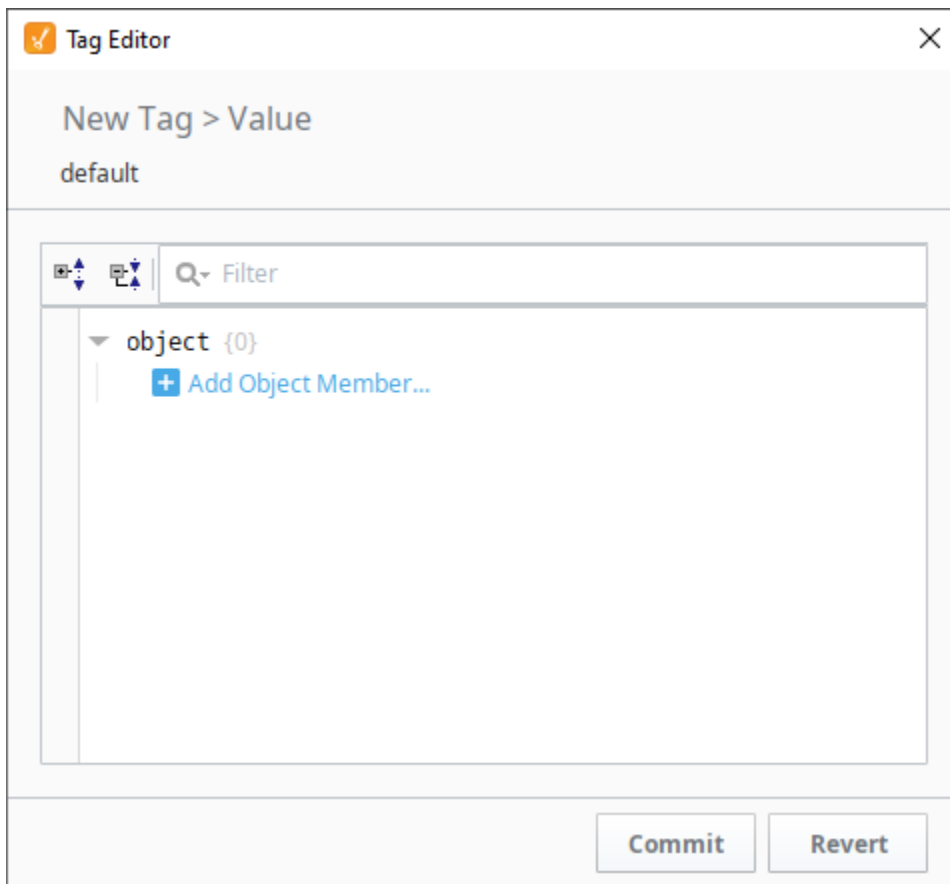 Tag Editor
New Tag > Value
default
Filter
object {0}
Add Object Member...
Commit Revert